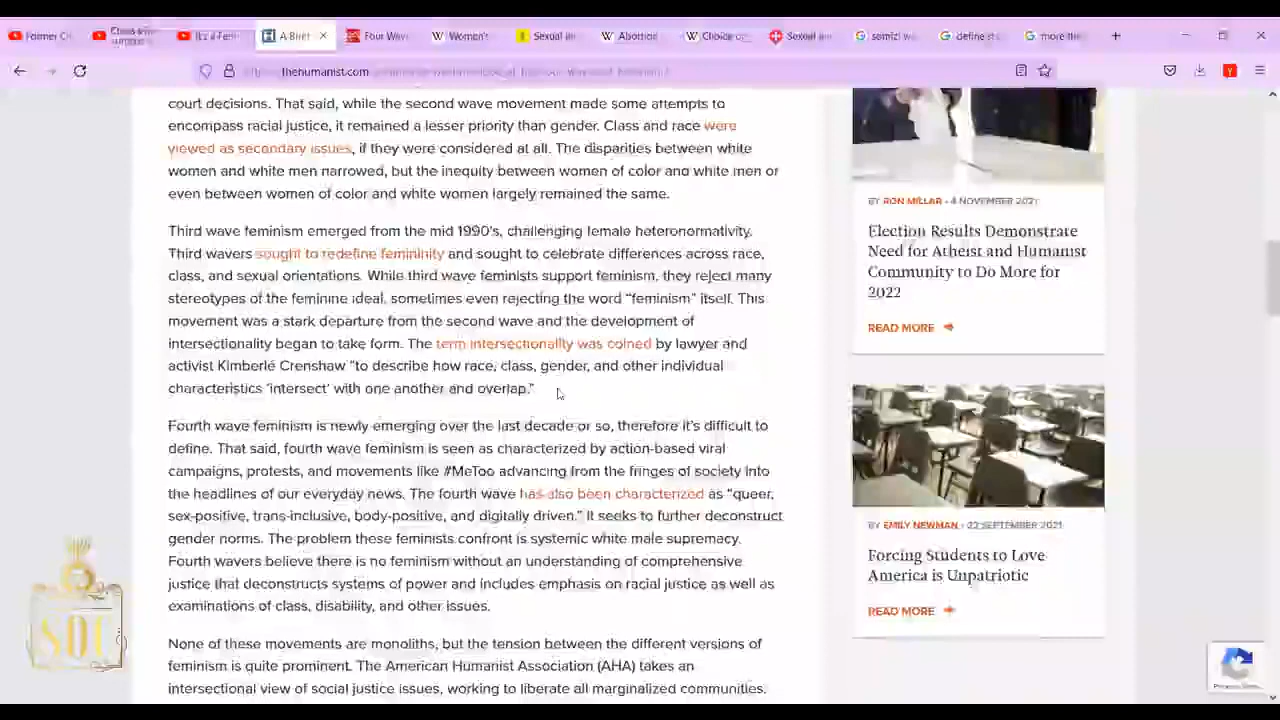 Former C
It's a Fem
A Brief
Four Wav
Women's
Sexual an
Abortion
Choice
Sexual an
somizi w
define st
more the
thehumanist.com
court decisions. That said, while the second wave movement made some attempts to
encompass racial justice, it remained a lesser priority than gender. Class and race were
viewed as secondary issues, if they were considered at all. The disparities between white
women and white men narrowed, but the inequity between women of color and white men or
even between women of color and white women largely remained the same.
Third wave feminism emerged from the mid 1990's, challenging female heteronormativity.
Third wavers sought to redefine femininity and sought to celebrate differences across race,
class, and sexual orientations. While third wave feminists support feminism, they reject many
stereotypes of the feminine ideal, sometimes even rejecting the word "feminism" itself. This
movement was a stark departure from the second wave and the development of
intersectionality began to take form. The term intersectionality was coined by lawyer and
activist Kimberlé Crenshaw "to describe how race, class, gender, and other individual
characteristics 'intersect' with one another and overlap."
Fourth wave feminism is newly emerging over the last decade or so, therefore it's difficult to
define. That said, fourth wave feminism is seen as characterized by action-based viral
campaigns, protests, and movements like #MeToo advancing from the fringes of society into
the headlines of our everyday news. The fourth wave has also been characterized as "queer,
sex-positive, trans-inclusive, body-positive, and digitally driven." It seeks to further deconstruct
gender norms. The problem these feminists confront is systemic white male supremacy.
Fourth wavers believe there is no feminism without an understanding of comprehensive
justice that deconstructs systems of power and includes emphasis on racial justice as well as
examinations of class, disability, and other issues.
None of these movements are monoliths, but the tension between the different versions of
feminism is quite prominent. The American Humanist Association (AHA) takes an
intersectional view of social justice issues, working to liberate all marginalized communities.
BY RON MILLAR • 4 NOVEMBER 2021
Election Results Demonstrate
Need for Atheist and Humanist
Community to Do More for
2022
READ MORE
BY EMILY NEWMAN • 22 SEPTEMBER 2021
Forcing Students to Love
America is Unpatriotic
READ MORE